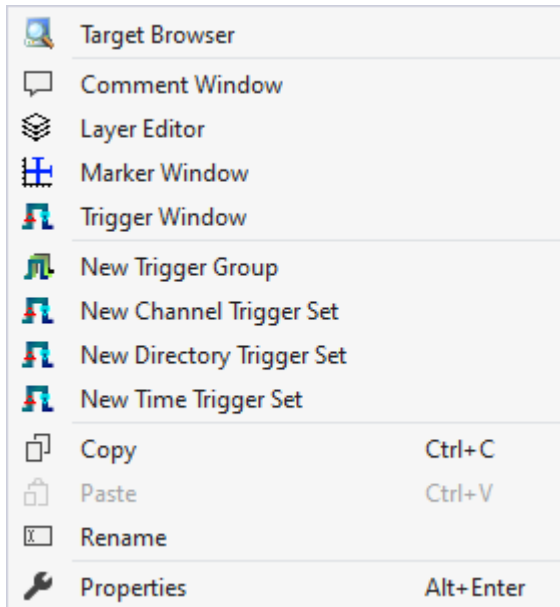 Target Browser
Comment Window
Layer Editor
Marker Window
Trigger Window
New Trigger Group
New Channel Trigger Set
New Directory Trigger Set
New Time Trigger Set
Copy Ctrl+C
Paste Ctrl+V
Rename
Properties Alt+Enter